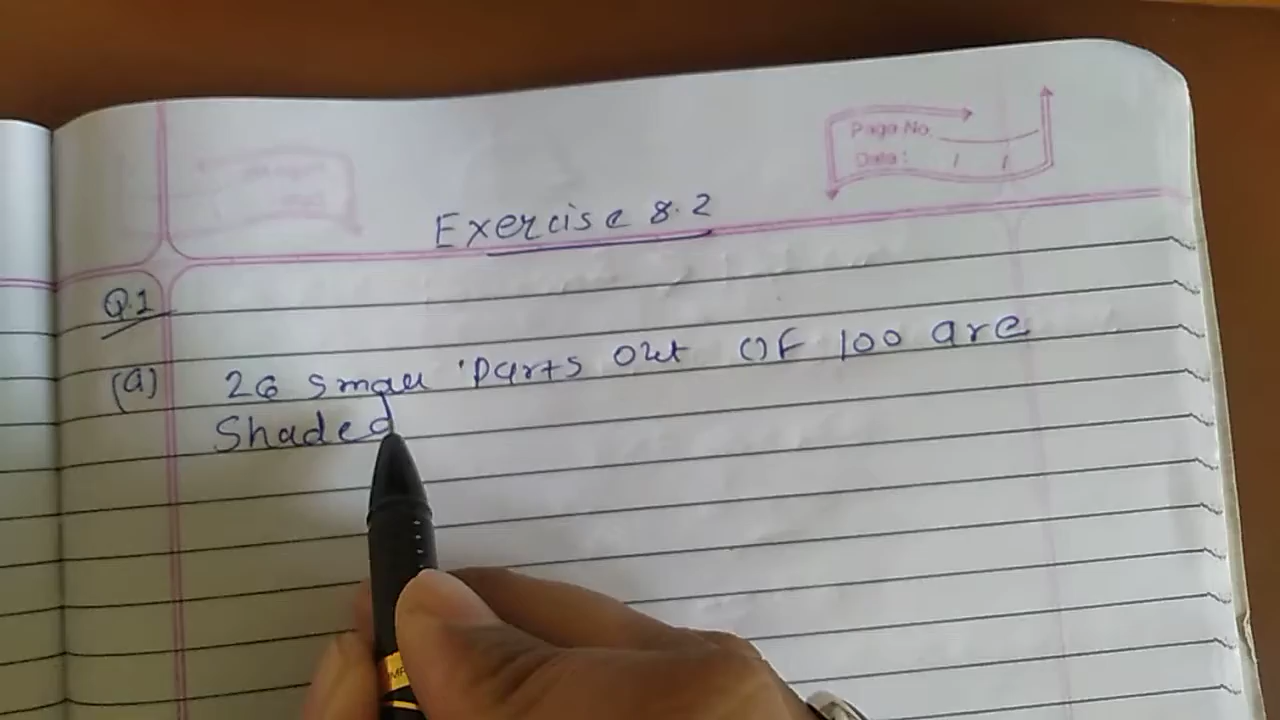 Page No.
Date: / /
Exercise 8.2
Q.1
(a) 26 small Parts out of 100 are
Shaded